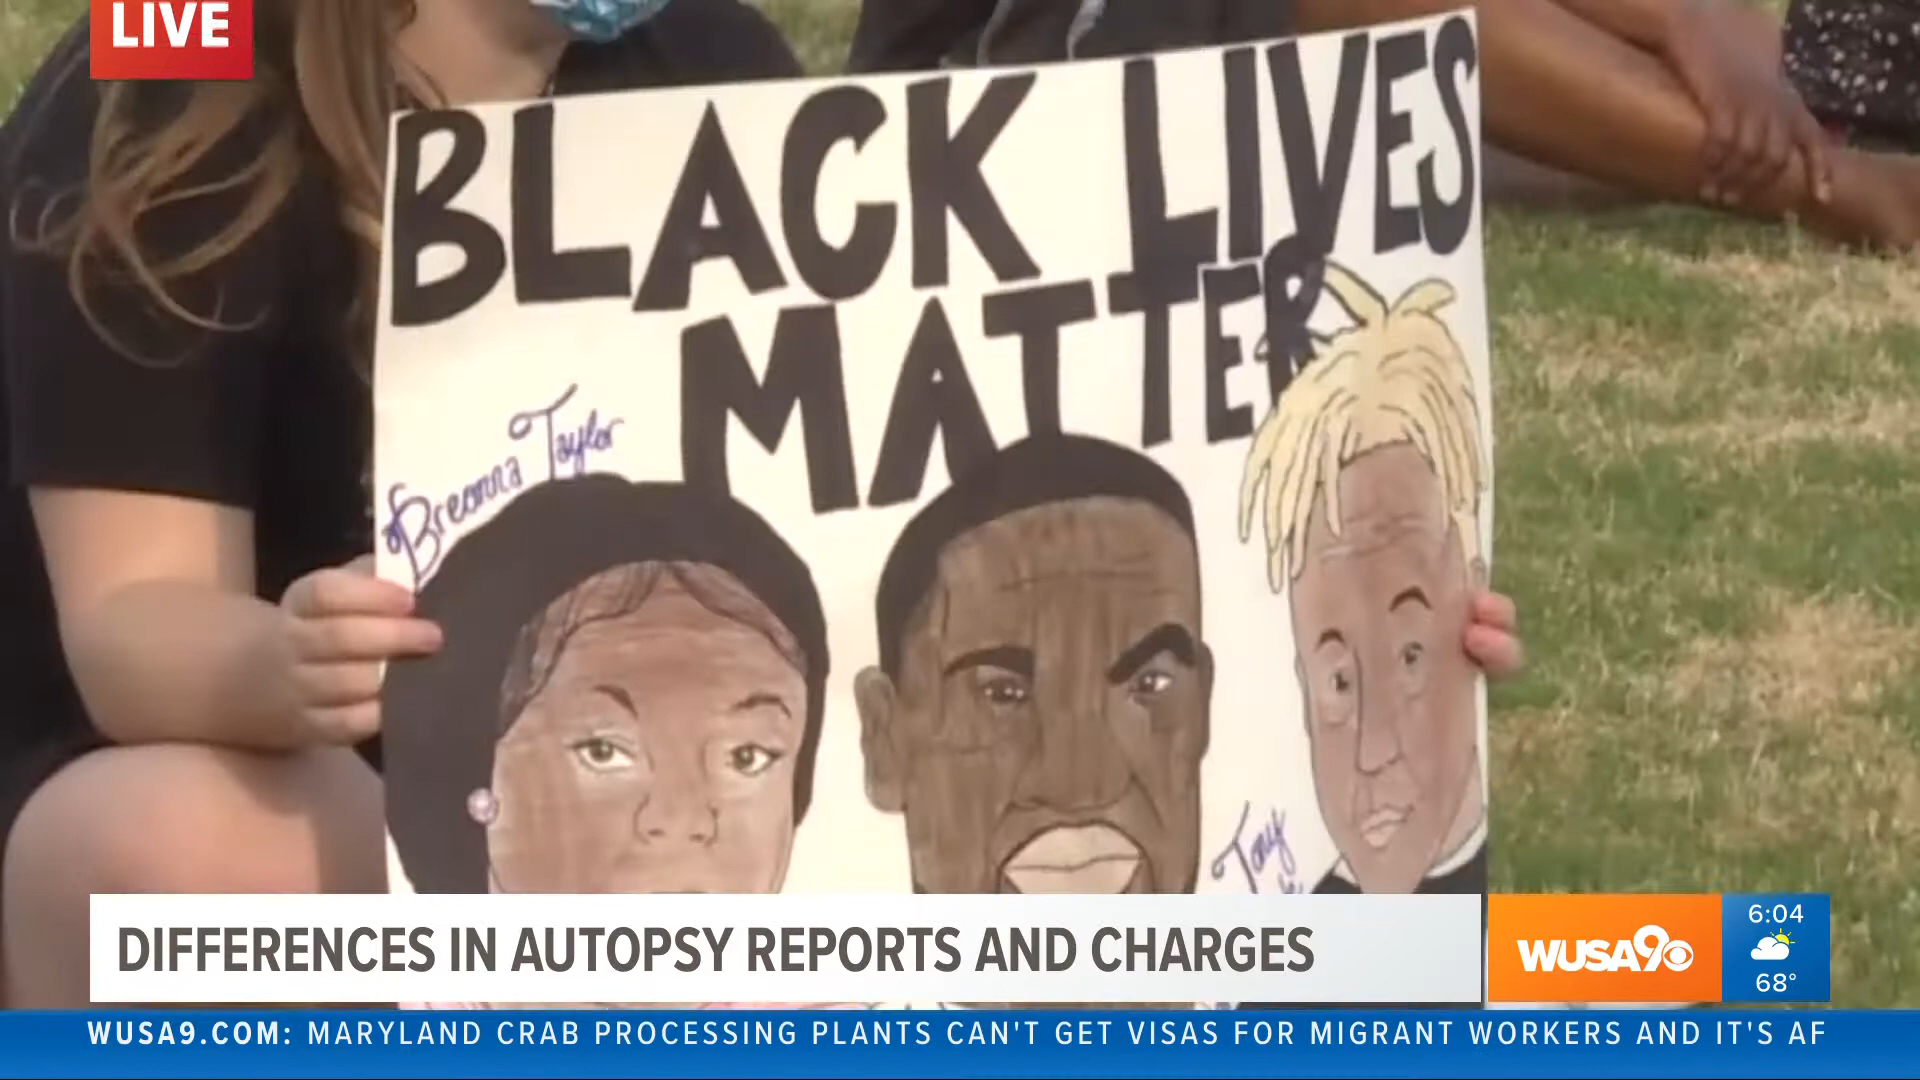 LIVE
BLACK LIVES
MATTER
Breonna Taylor
Tony
DIFFERENCES IN AUTOPSY REPORTS AND CHARGES
WUSA9
6:04
68°
WUSA9.COM: MARYLAND CRAB PROCESSING PLANTS CAN'T GET VISAS FOR MIGRANT WORKERS AND IT'S AF